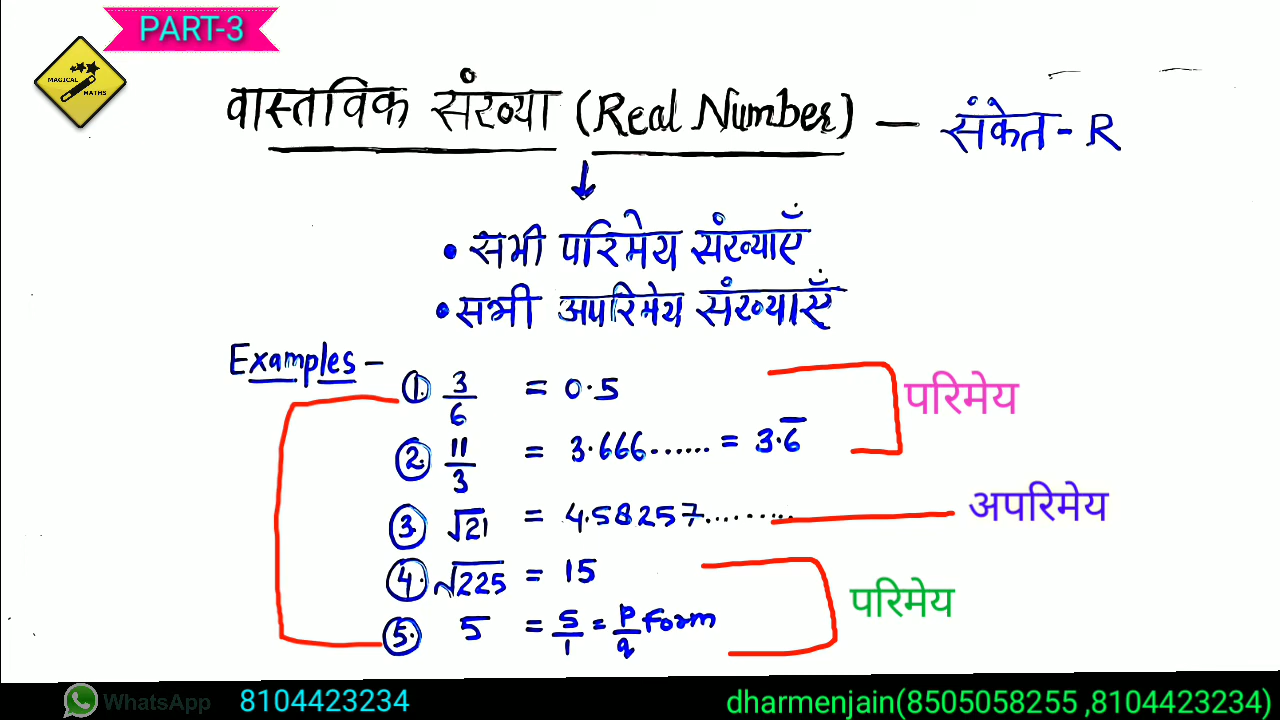 PART-3
MAGICAL MATHS
वास्तविक संख्या (Real Number) — संकेत - R
• सभी परिमेय संख्याएँ
• सभी अपरिमेय संख्याएँ
Examples –
1. 3/6 = 0.5
2. 11/3 = 3.666...... = 3.6̅
परिमेय
3. √21 = 4.58257.........
अपरिमेय
4. √225 = 15
5. 5 = 5/1 = p/q form
परिमेय
WhatsApp 8104423234 dharmenjain(8505058255 ,8104423234)